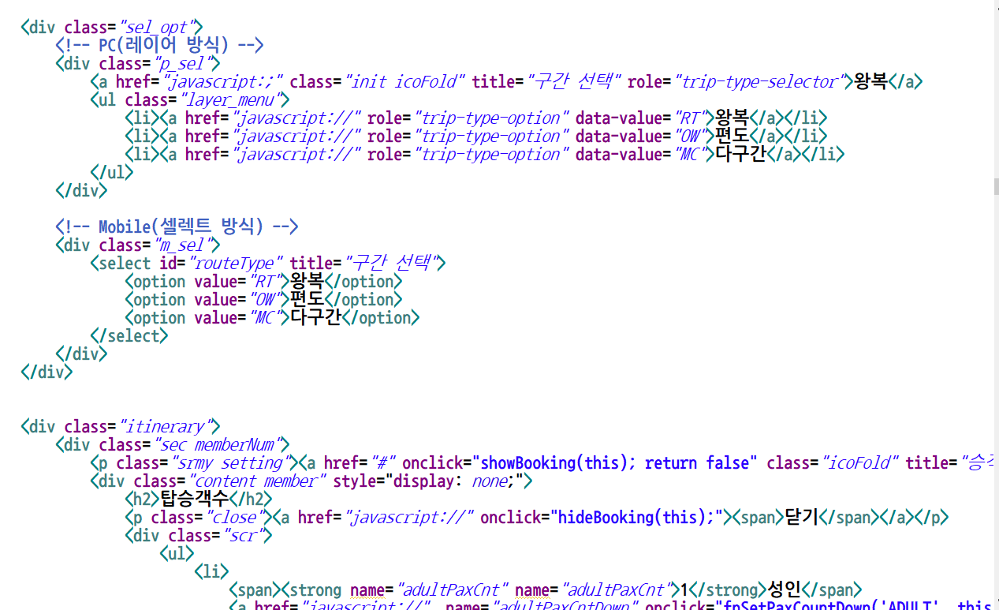 <div class="sel_opt">
<!-- PC(레이어 방식) -->
<div class="p_sel">
<a href="javascript:;" class="init icoFold" title="구간 선택" role="trip-type-selector">왕복</a>
<ul class="layer_menu">
<li><a href="javascript://" role="trip-type-option" data-value="RT">왕복</a></li>
<li><a href="javascript://" role="trip-type-option" data-value="OW">편도</a></li>
<li><a href="javascript://" role="trip-type-option" data-value="MC">다구간</a></li>
</ul>
</div>
<!-- Mobile(셀렉트 방식) -->
<div class="m_sel">
<select id="routeType" title="구간 선택">
<option value="RT">왕복</option>
<option value="OW">편도</option>
<option value="MC">다구간</option>
</select>
</div>
</div>
<div class="itinerary">
<div class="sec memberNum">
<p class="srmy setting"><a href="#" onclick="showBooking(this); return false" class="icoFold" title="승객
<div class="content member" style="display: none;">
<h2>탑승객수</h2>
<p class="close"><a href="javascript://" onclick="hideBooking(this);"><span>닫기</span></a></p>
<div class="scr">
<ul>
<li>
<span><strong name="adultPaxCnt" name="adultPaxCnt">1</strong>성인</span>
<a href="javascript://" name="adultPaxCntDown" onclick="fnSetPaxCountDown('ADULT', this